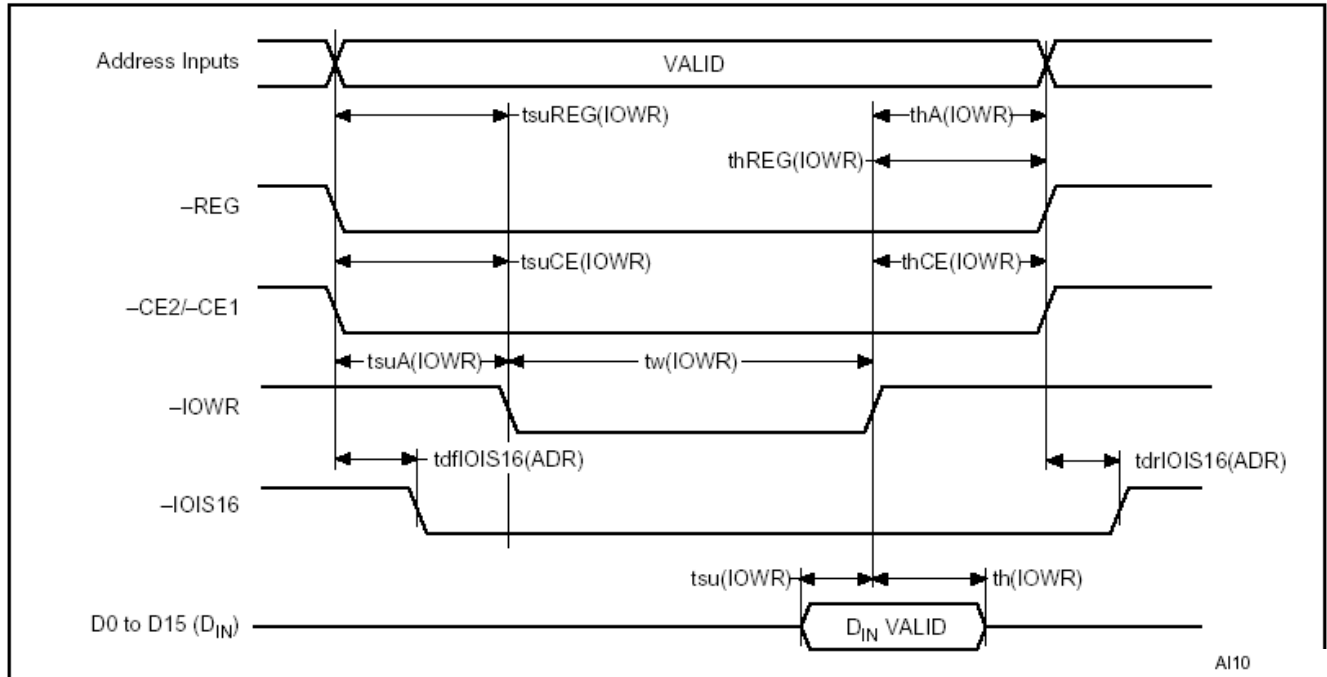 Address Inputs
VALID
tsuREG(IOWR)
thA(IOWR)
thREG(IOWR)
–REG
tsuCE(IOWR)
thCE(IOWR)
–CE2/–CE1
tsuA(IOWR)
tw(IOWR)
–IOWR
tdfIOIS16(ADR)
tdrIOIS16(ADR)
–IOIS16
tsu(IOWR)
th(IOWR)
D0 to D15 (DIN)
DIN VALID
AI10